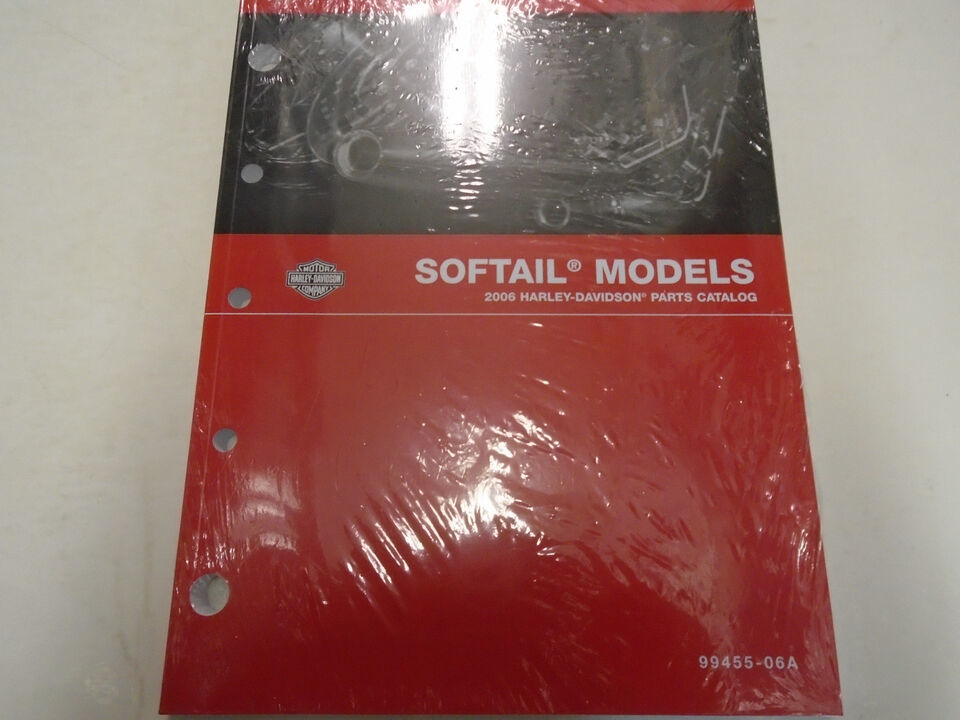 SOFTAIL® MODELS
2006 HARLEY-DAVIDSON® PARTS CATALOG
MOTOR
HARLEY-DAVIDSON
COMPANY
99455-06A